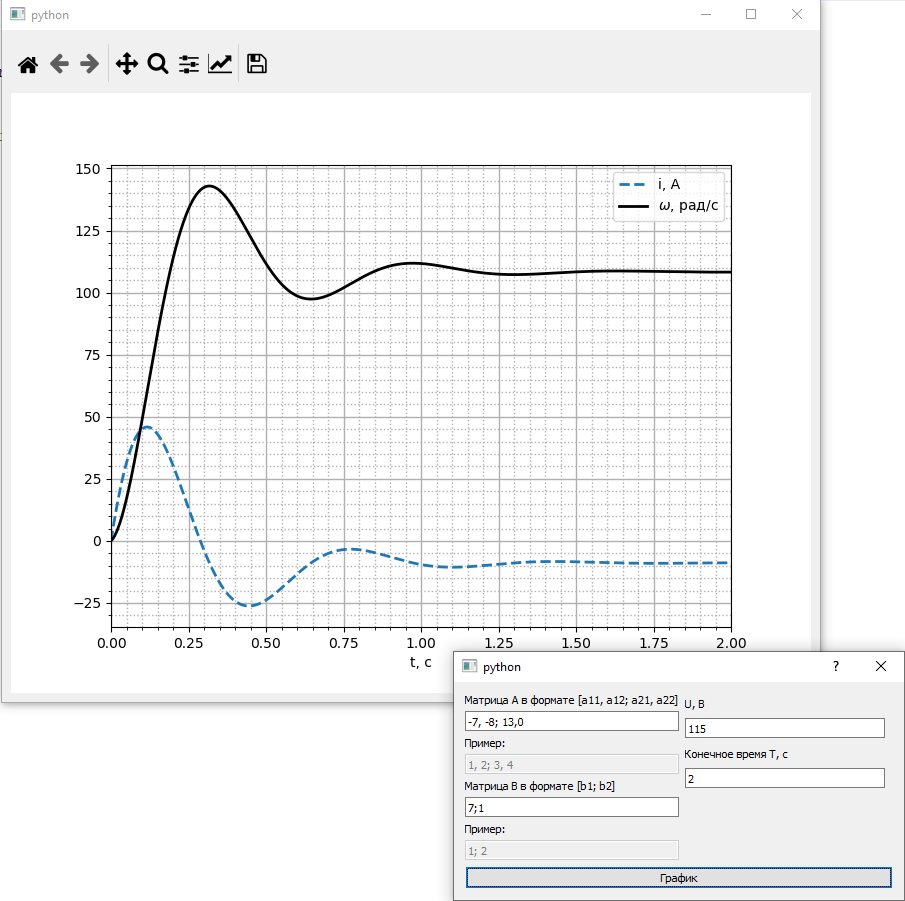 python
150
125
100
75
50
25
0
−25
i, А
ω, рад/с
0.00 0.25 0.50 0.75 1.00 1.25 1.50 1.75 2.00
t, с
python
?
Матрица А в формате [a11, a12; a21, a22]
U, В
-7, -8; 13,0
115
Пример:
Конечное время Т, с
1, 2; 3, 4
2
Матрица В в формате [b1; b2]
7;1
Пример:
1; 2
График